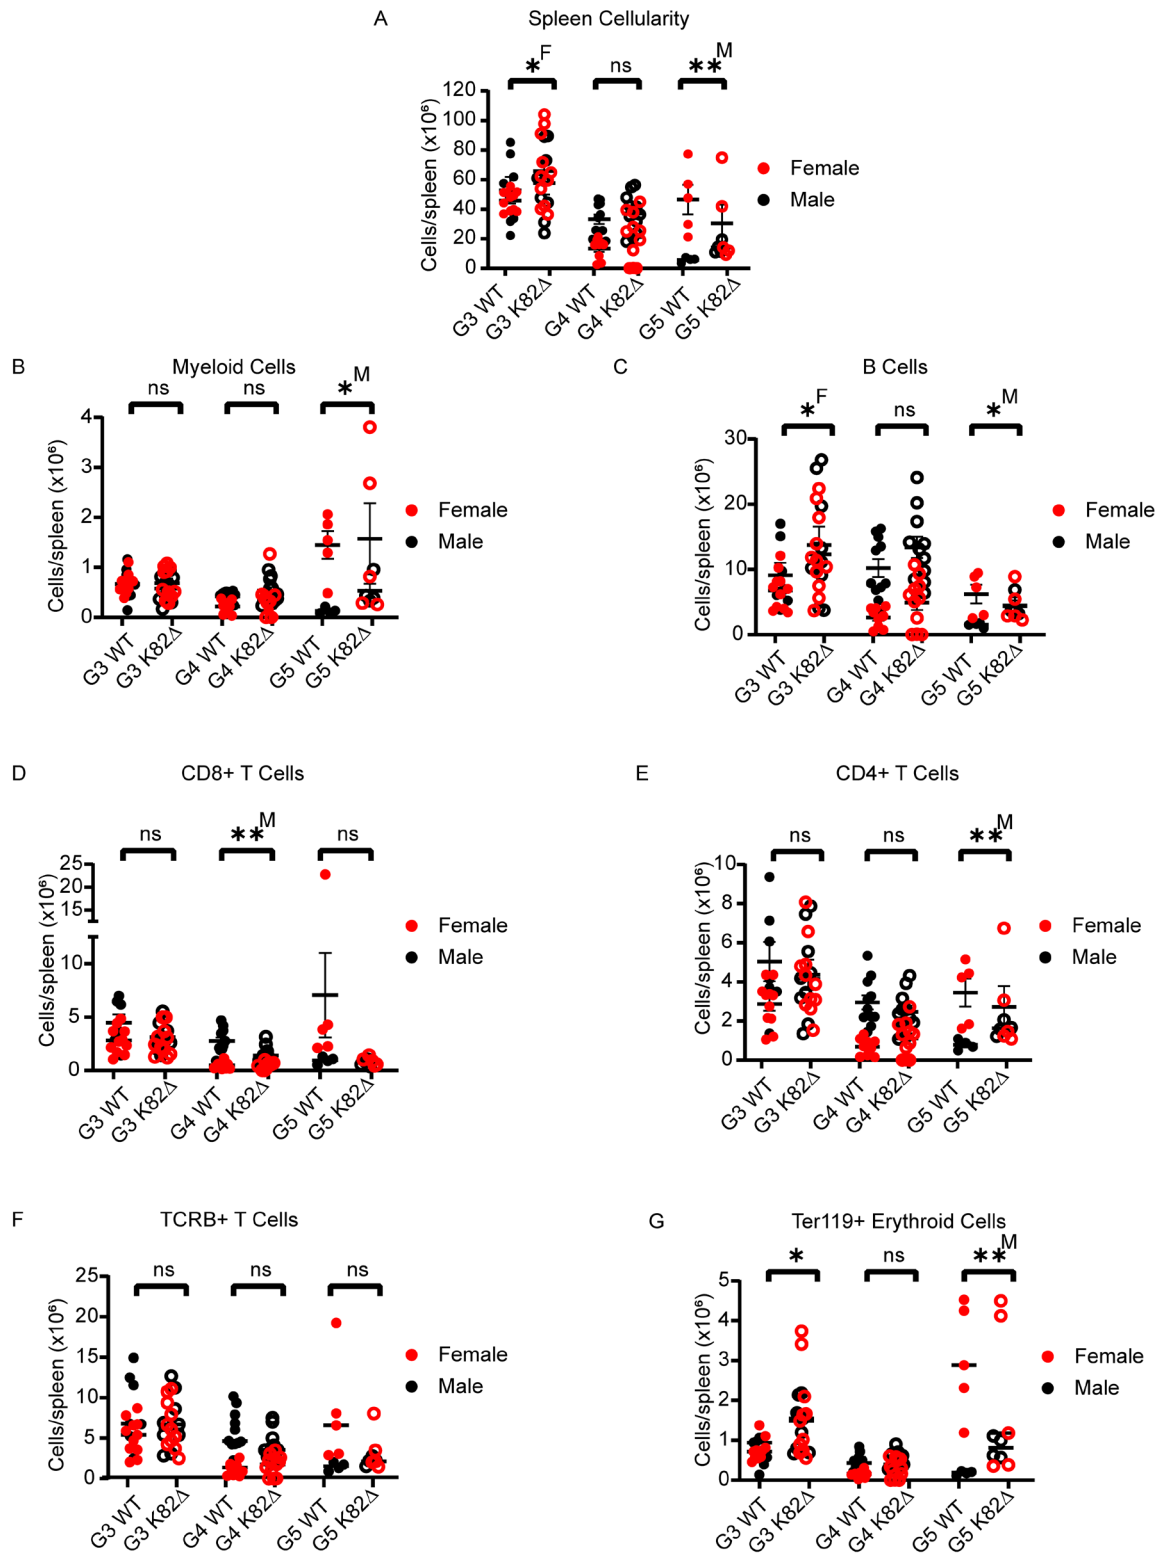 A
Spleen Cellularity
*F
ns
**M
Cells/spleen (x10⁶)
120
100
80
60
40
20
0
G3 WT
G3 K82Δ
G4 WT
G4 K82Δ
G5 WT
G5 K82Δ
Female
Male
B
Myeloid Cells
ns
ns
*M
Cells/spleen (x10⁶)
4
3
2
1
0
G3 WT
G3 K82Δ
G4 WT
G4 K82Δ
G5 WT
G5 K82Δ
Female
Male
C
B Cells
*F
ns
*M
Cells/spleen (x10⁶)
30
20
10
0
G3 WT
G3 K82Δ
G4 WT
G4 K82Δ
G5 WT
G5 K82Δ
Female
Male
D
CD8+ T Cells
ns
**M
ns
Cells/spleen (x10⁶)
25
20
15
10
5
0
G3 WT
G3 K82Δ
G4 WT
G4 K82Δ
G5 WT
G5 K82Δ
Female
Male
E
CD4+ T Cells
ns
ns
**M
Cells/spleen (x10⁶)
10
8
6
4
2
0
G3 WT
G3 K82Δ
G4 WT
G4 K82Δ
G5 WT
G5 K82Δ
Female
Male
F
TCRB+ T Cells
ns
ns
ns
Cells/spleen (x10⁶)
25
20
15
10
5
0
G3 WT
G3 K82Δ
G4 WT
G4 K82Δ
G5 WT
G5 K82Δ
Female
Male
G
Ter119+ Erythroid Cells
*
ns
**M
Cells/spleen (x10⁶)
5
4
3
2
1
0
G3 WT
G3 K82Δ
G4 WT
G4 K82Δ
G5 WT
G5 K82Δ
Female
Male